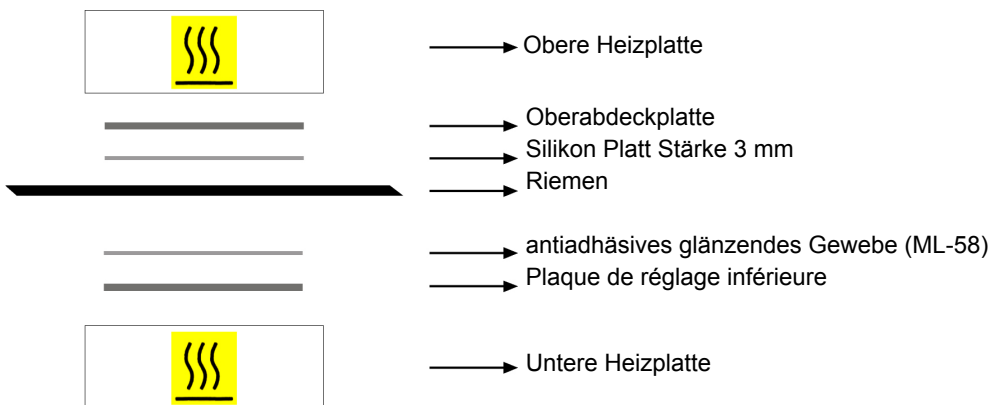 Obere Heizplatte
Oberabdeckplatte
Silikon Platt Stärke 3 mm
Riemen
antiadhäsives glänzendes Gewebe (ML-58)
Plaque de réglage inférieure
Untere Heizplatte